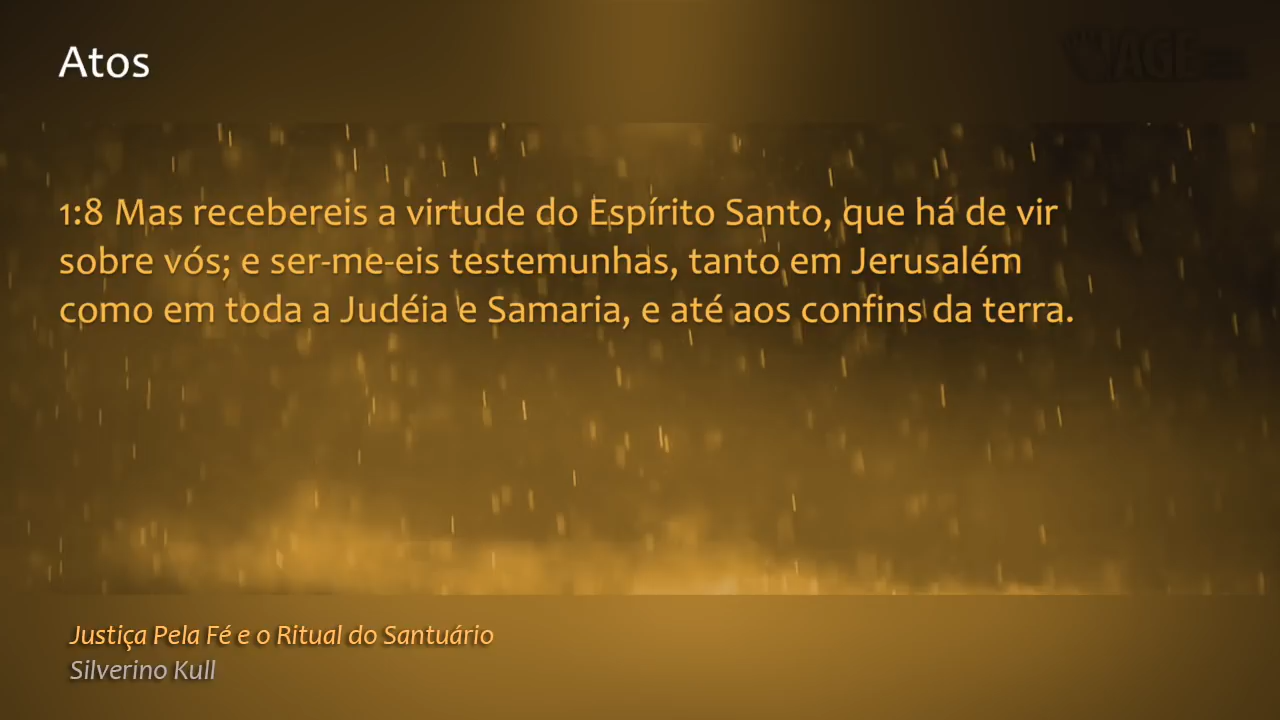 Atos
1:8 Mas recebereis a virtude do Espírito Santo, que há de vir
sobre vós; e ser-me-eis testemunhas, tanto em Jerusalém
como em toda a Judéia e Samaria, e até aos confins da terra.
Justiça Pela Fé e o Ritual do Santuário
Silverino Kull